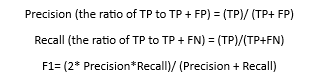 Precision (the ratio of TP to TP + FP) = (TP)/ (TP+ FP)
Recall (the ratio of TP to TP + FN) = (TP)/(TP+FN)
F1= (2* Precision*Recall)/ (Precision + Recall)